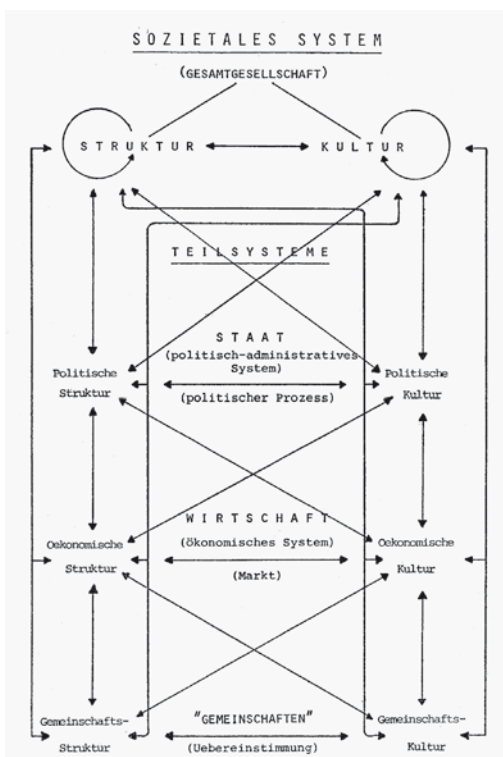 SOZIETALES SYSTEM
(GESAMTGESELLSCHAFT)
STRUKTUR KULTUR
TEILSYSTEME
STAAT
(politisch-administratives
System)
Politische
Struktur
(politischer Prozess)
Politische
Kultur
WIRTSCHAFT
(ökonomisches System)
Oekonomische
Struktur
(Markt)
Oekonomische
Kultur
"GEMEINSCHAFTEN"
Gemeinschafts-
Struktur
(Uebereinstimmung)
Gemeinschafts-
Kultur